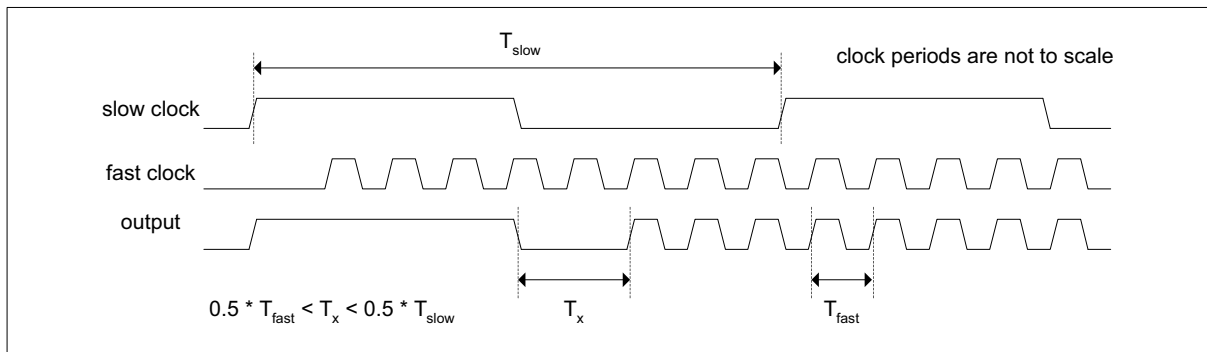 T_slow
clock periods are not to scale
slow clock
fast clock
output
0.5 * T_fast < T_x < 0.5 * T_slow
T_x
T_fast